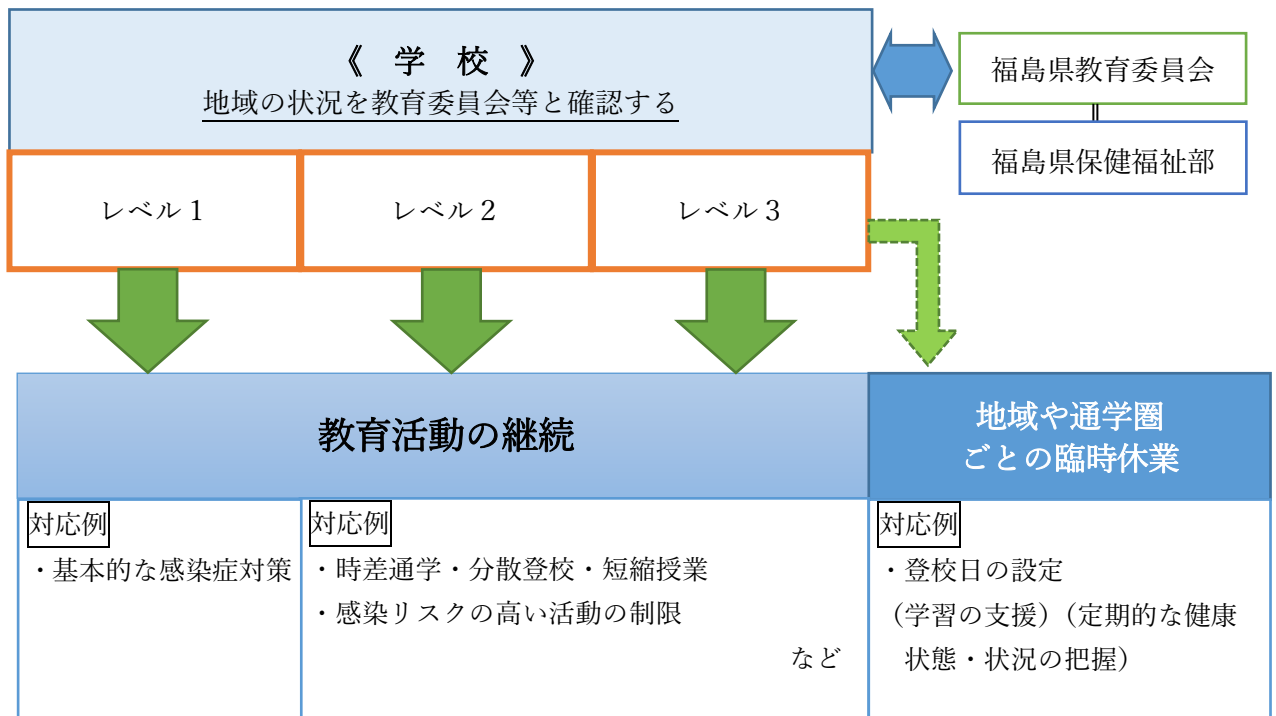 《　学　校　》
地域の状況を教育委員会等と確認する
福島県教育委員会
福島県保健福祉部
レベル１
レベル２
レベル３
教育活動の継続
地域や通学圏
ごとの臨時休業
対応例
・基本的な感染症対策
対応例
・時差通学・分散登校・短縮授業
・感染リスクの高い活動の制限
など
対応例
・登校日の設定
（学習の支援）（定期的な健康
状態・状況の把握）